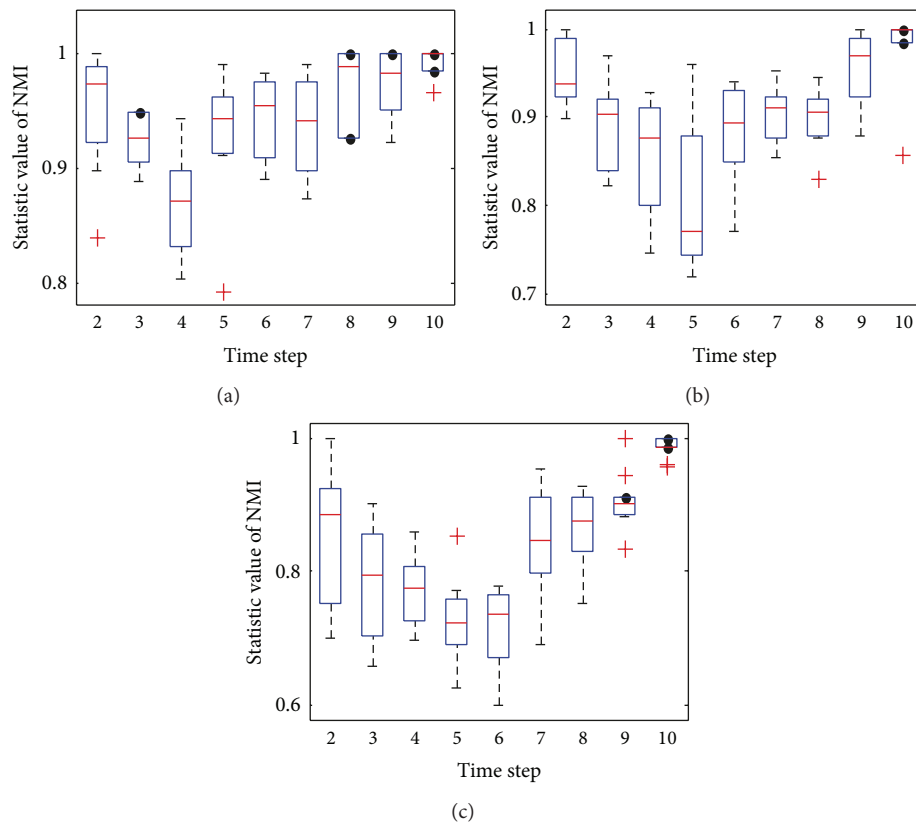 Statistic value of NMI
1
0.9
0.8
2 3 4 5 6 7 8 9 10
Time step
(a)
Statistic value of NMI
1
0.9
0.8
0.7
2 3 4 5 6 7 8 9 10
Time step
(b)
Statistic value of NMI
1
0.8
0.6
2 3 4 5 6 7 8 9 10
Time step
(c)